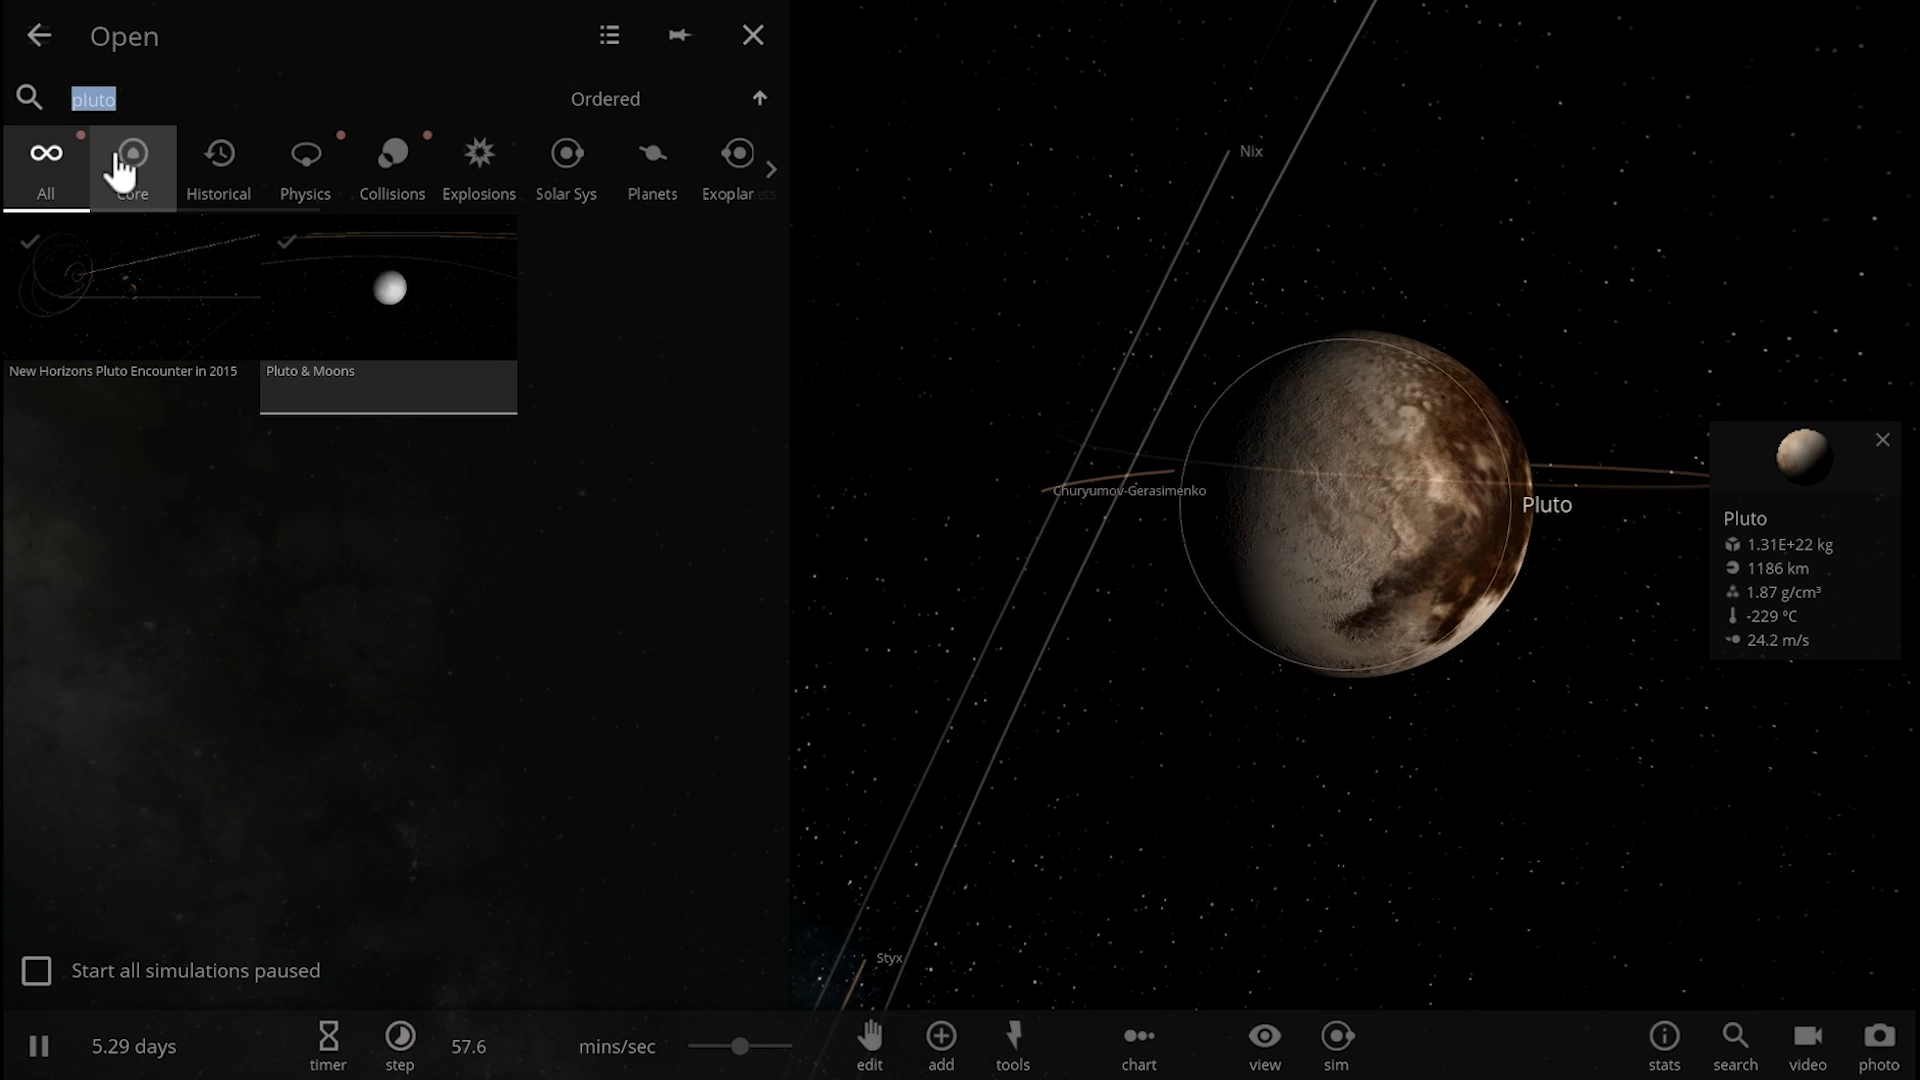 Open
pluto
Ordered
All
Core
Historical
Physics
Collisions
Explosions
Solar Sys
Planets
Exoplanets
New Horizons Pluto Encounter in 2015
Pluto & Moons
Start all simulations paused
Nix
Churyumov-Gerasimenko
Pluto
Styx
Pluto
1.31E+22 kg
1186 km
1.87 g/cm³
-229 °C
24.2 m/s
5.29 days
timer
step
57.6
mins/sec
edit
add
tools
chart
view
sim
stats
search
video
photo